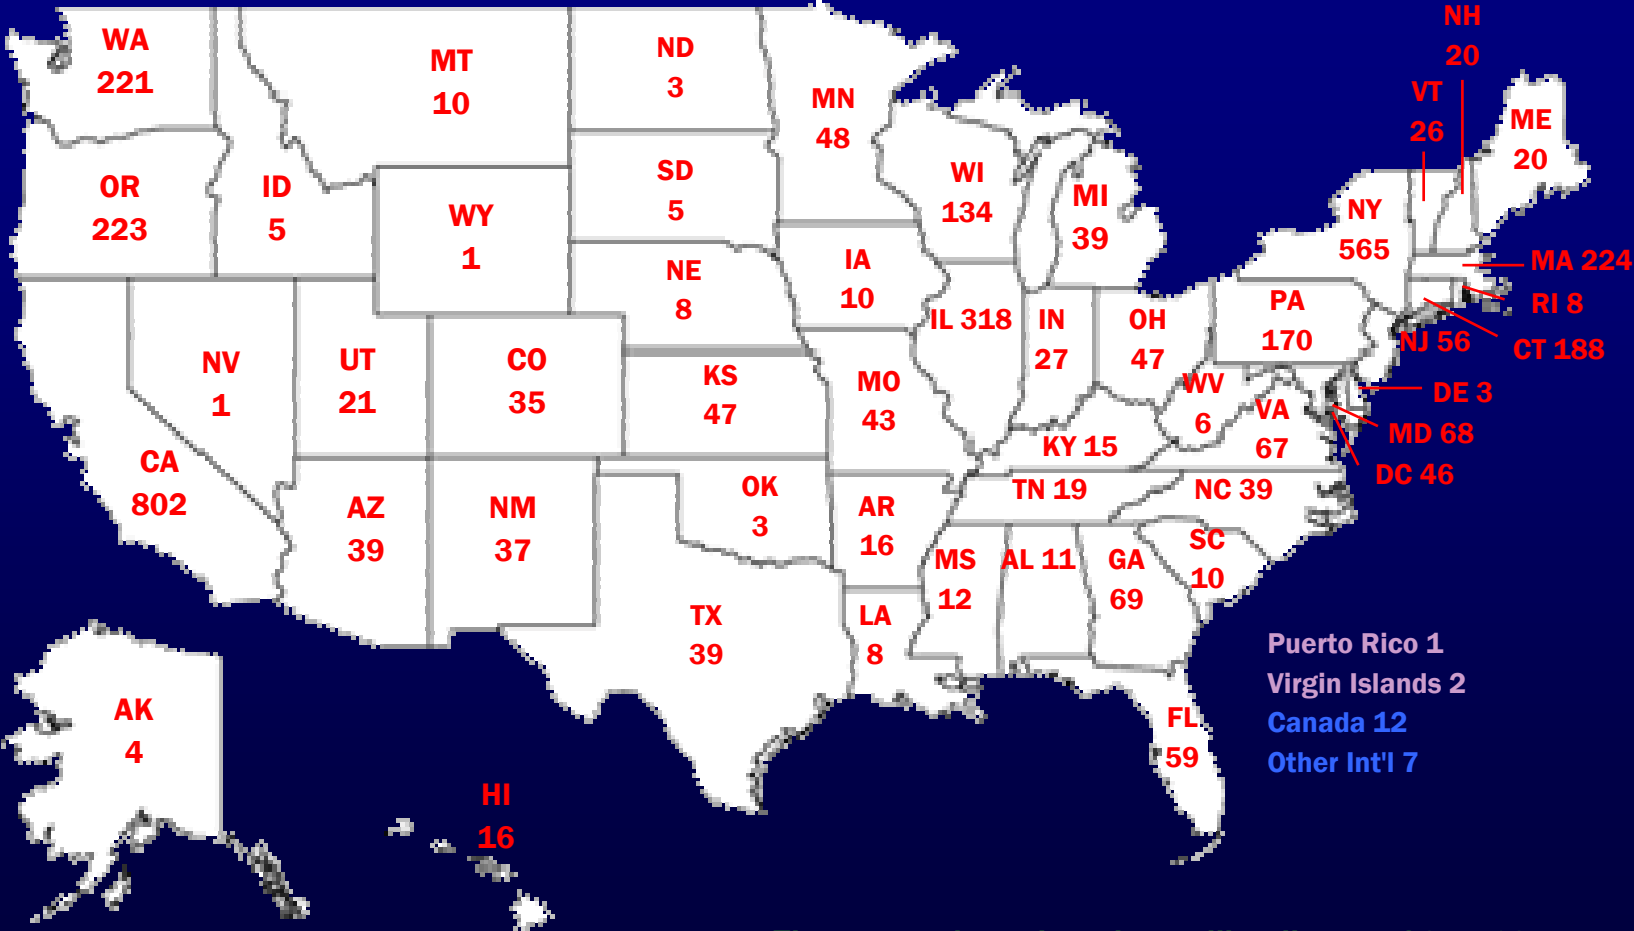 NH
20
WA
221
MT
10
ND
3
MN
48
VT
26
ME
20
OR
223
ID
5
WY
1
SD
5
WI
134
MI
39
NY
565
MA 224
RI 8
CT 188
NE
8
IA
10
IL 318
IN
27
OH
47
PA
170
NJ 56
NV
1
UT
21
CO
35
KS
47
MO
43
WV
6
VA
67
DE 3
MD 68
DC 46
KY 15
CA
802
AZ
39
NM
37
OK
3
AR
16
TN 19
NC 39
MS
12
AL 11
GA
69
SC
10
TX
39
LA
8
FL
59
Puerto Rico 1
Virgin Islands 2
Canada 12
Other Int'l 7
AK
4
HI
16